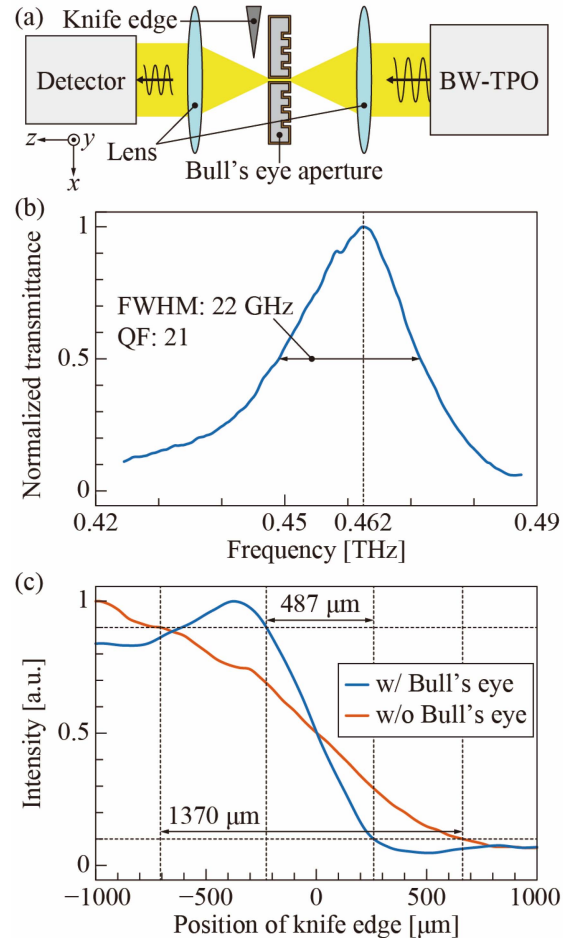 (a)
Knife edge
Detector
BW-TPO
z
y
x
Lens
Bull's eye aperture
(b)
Normalized transmittance
1
0.5
0
FWHM: 22 GHz
QF: 21
0.42
0.45
0.462
0.49
Frequency [THz]
(c)
Intensity [a.u.]
1
0.5
0
487 μm
w/ Bull's eye
w/o Bull's eye
1370 μm
−1000
−500
0
500
1000
Position of knife edge [μm]